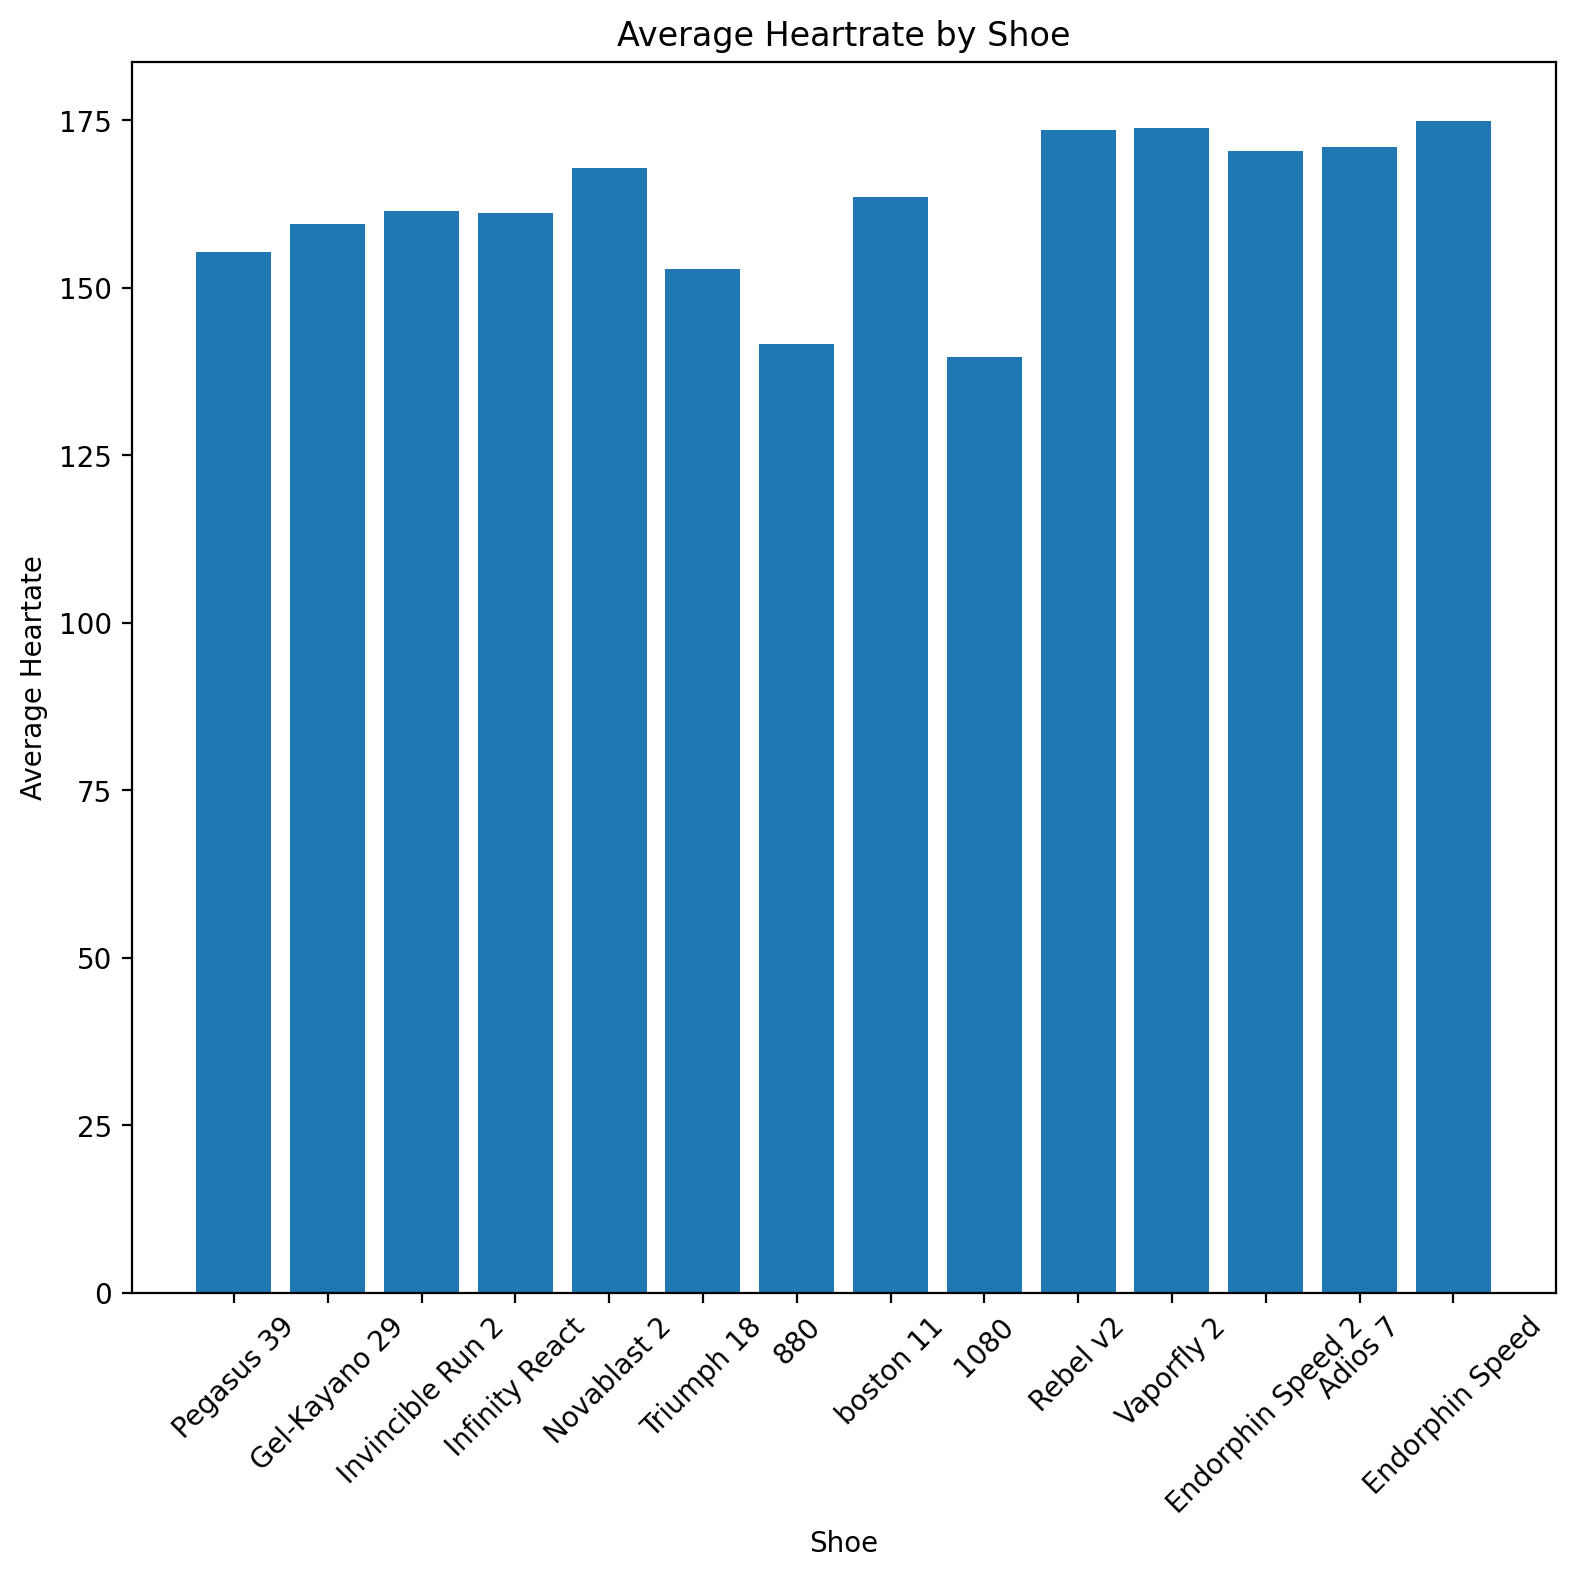 Average Heartrate by Shoe
Average Heartate
175
150
125
100
75
50
25
0
Pegasus 39
Gel-Kayano 29
Invincible Run 2
Infinity React
Novablast 2
Triumph 18
880
boston 11
1080
Rebel v2
Vaporfly 2
Endorphin Speed 2
Adios 7
Endorphin Speed
Shoe